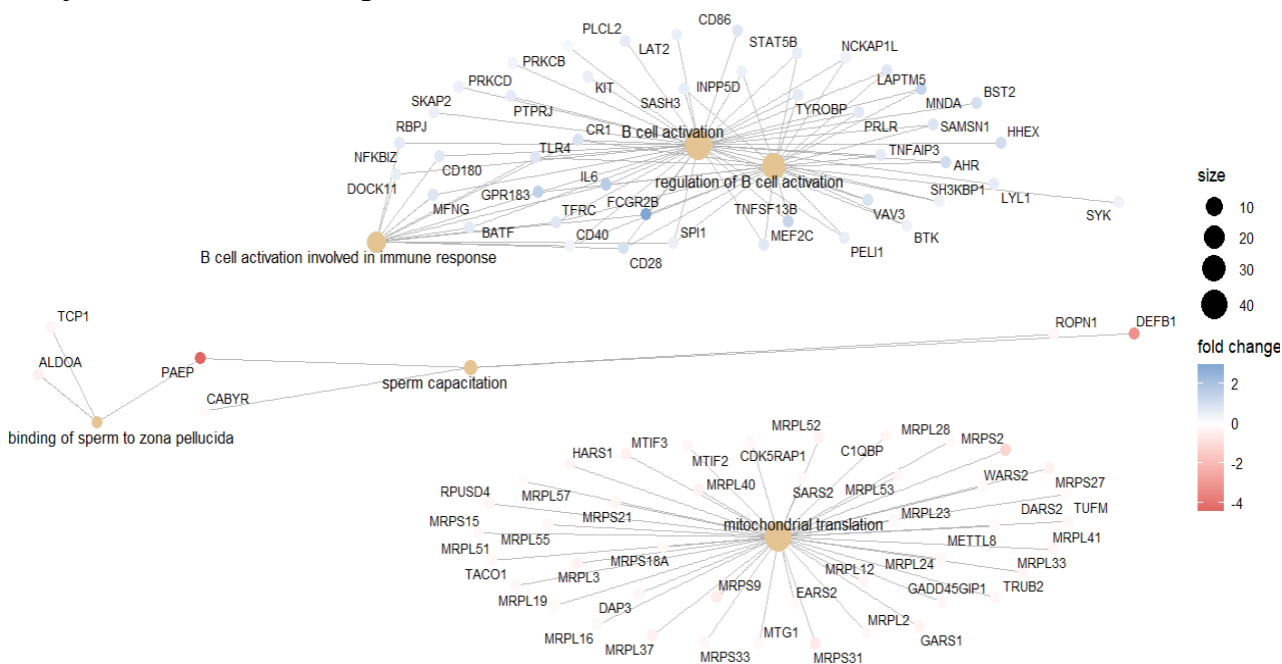 CD86
PLCL2
LAT2
STAT5B
NCKAP1L
PRKCB
PRKCD
KIT
INPP5D
LAPTM5
BST2
SKAP2
PTPRJ
SASH3
TYROBP
MNDA
RBPJ
CR1
B cell activation
PRLR
SAMSN1
HHEX
NFKBIZ
TLR4
TNFAIP3
CD180
AHR
DOCK11
IL6
regulation of B cell activation
GPR183
SH3KBP1
LYL1
MFNG
TFRC
FCGR2B
TNFSF13B
VAV3
SYK
BATF
CD40
SPI1
MEF2C
BTK
B cell activation involved in immune response
CD28
PELI1
size
10
20
30
40
TCP1
ROPN1
DEFB1
ALDOA
PAEP
sperm capacitation
CABYR
binding of sperm to zona pellucida
fold change
2
0
-2
-4
MRPL52
MRPL28
MRPS2
HARS1
MTIF3
MTIF2
CDK5RAP1
C1QBP
WARS2
MRPS27
RPUSD4
MRPL57
MRPL40
SARS2
MRPL53
DARS2
TUFM
MRPS15
MRPS21
mitochondrial translation
MRPL23
MRPL51
MRPL55
METTL8
MRPL41
TACO1
MRPL3
MRPS18A
MRPL12
MRPL24
MRPL33
MRPL19
DAP3
MRPS9
EARS2
GADD45GIP1
TRUB2
MRPL16
MRPL37
MRPS33
MTG1
MRPS31
MRPL2
GARS1